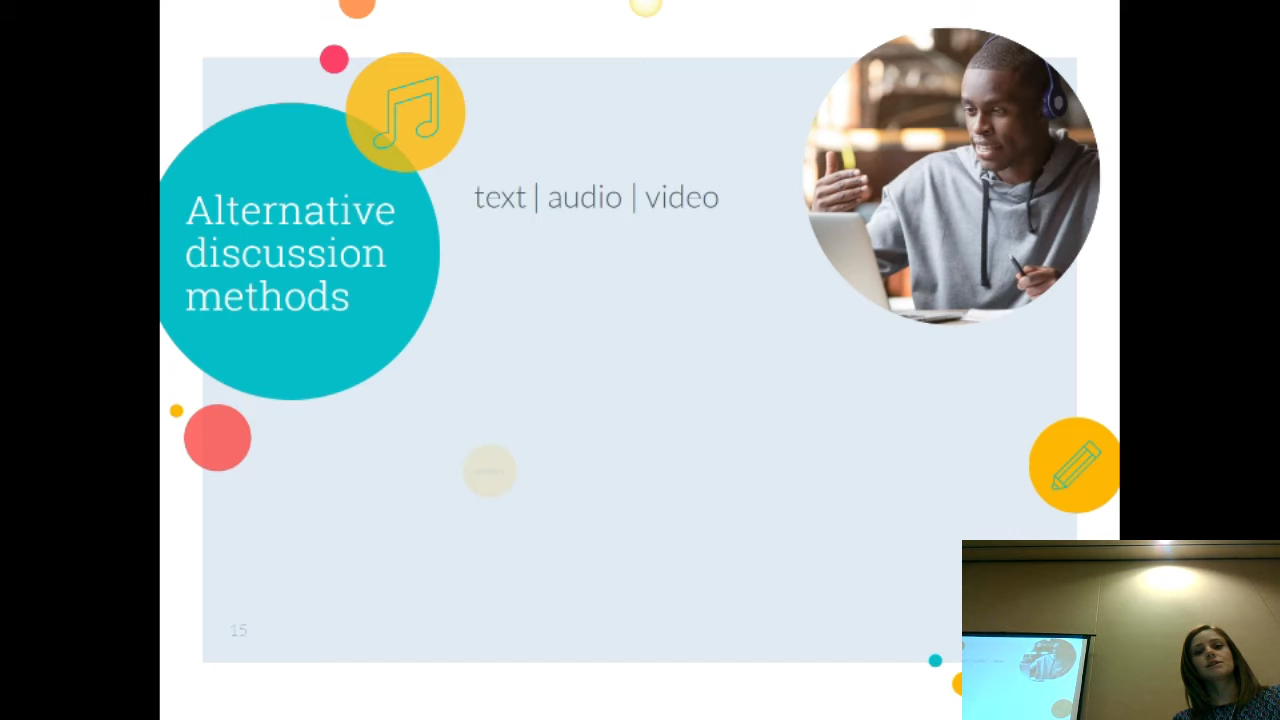 Alternative
discussion
methods
text | audio | video
15